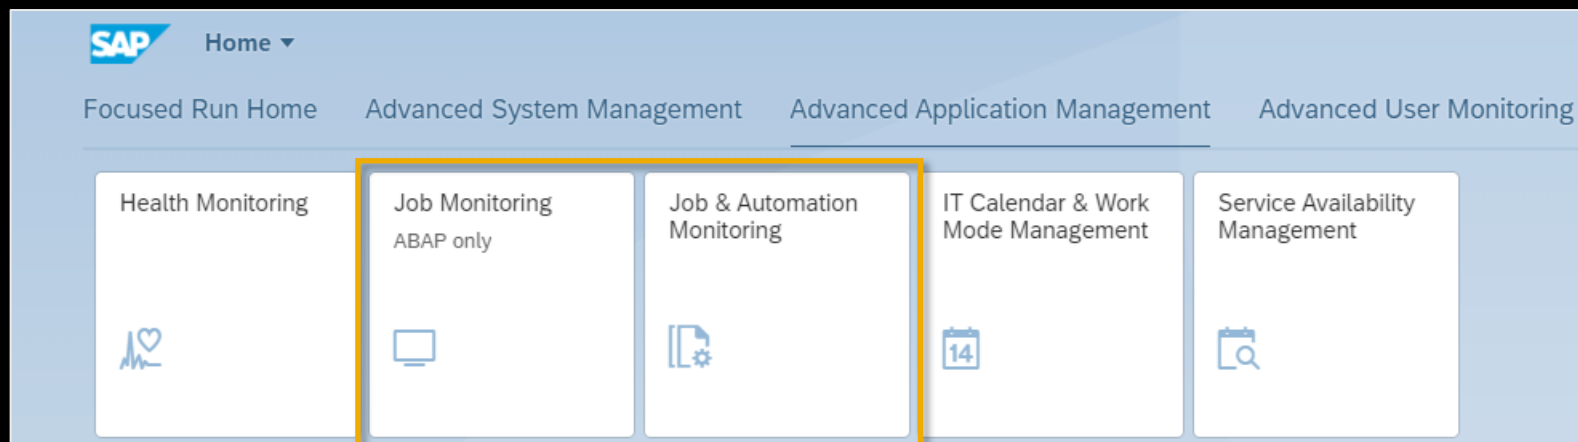 SAP Home
Focused Run Home Advanced System Management Advanced Application Management Advanced User Monitoring
Health Monitoring
Job Monitoring
ABAP only
Job & Automation
Monitoring
IT Calendar & Work
Mode Management
14
Service Availability
Management